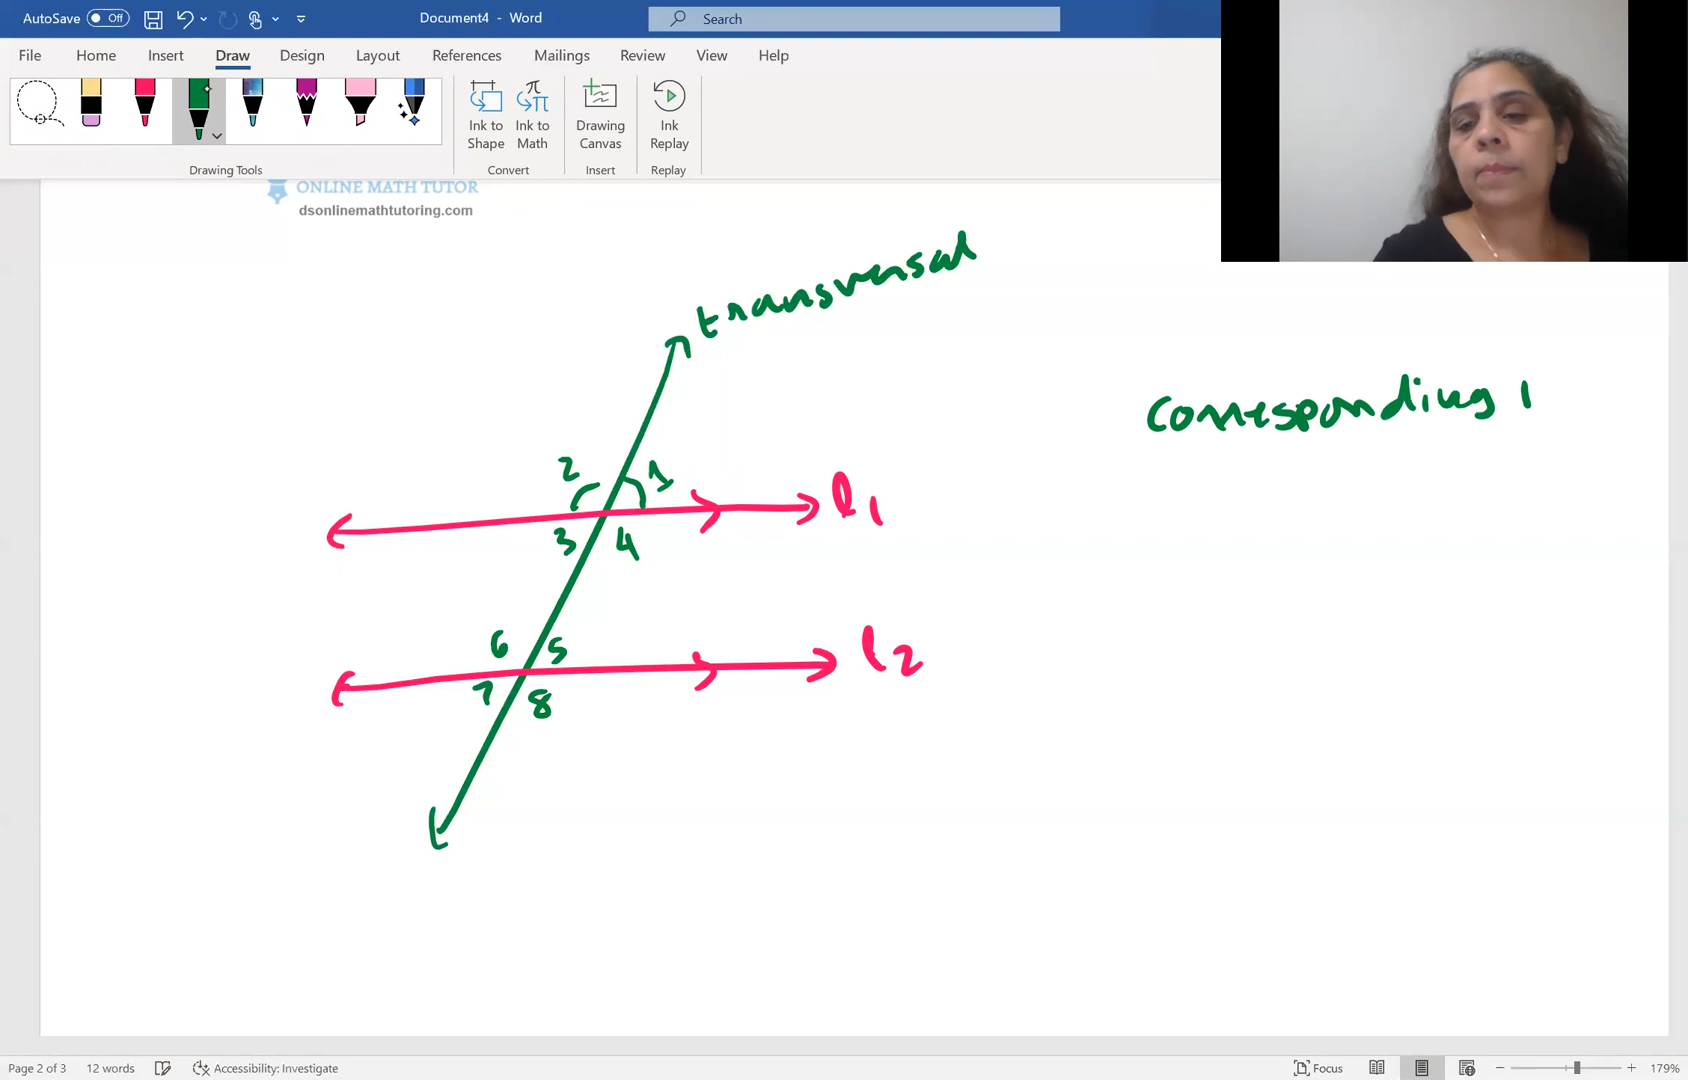 AutoSave Off Document4 - Word Search
File Home Insert Draw Design Layout References Mailings Review View Help
Ink to Shape Ink to Math Drawing Canvas Ink Replay
Drawing Tools Convert Insert Replay
ONLINE MATH TUTOR
dsonlinemathtutoring.com
transversal
corresponding
2 1
l1
3 4
6 5
l2
7 8
Page 2 of 3 12 words Accessibility: Investigate Focus 179%